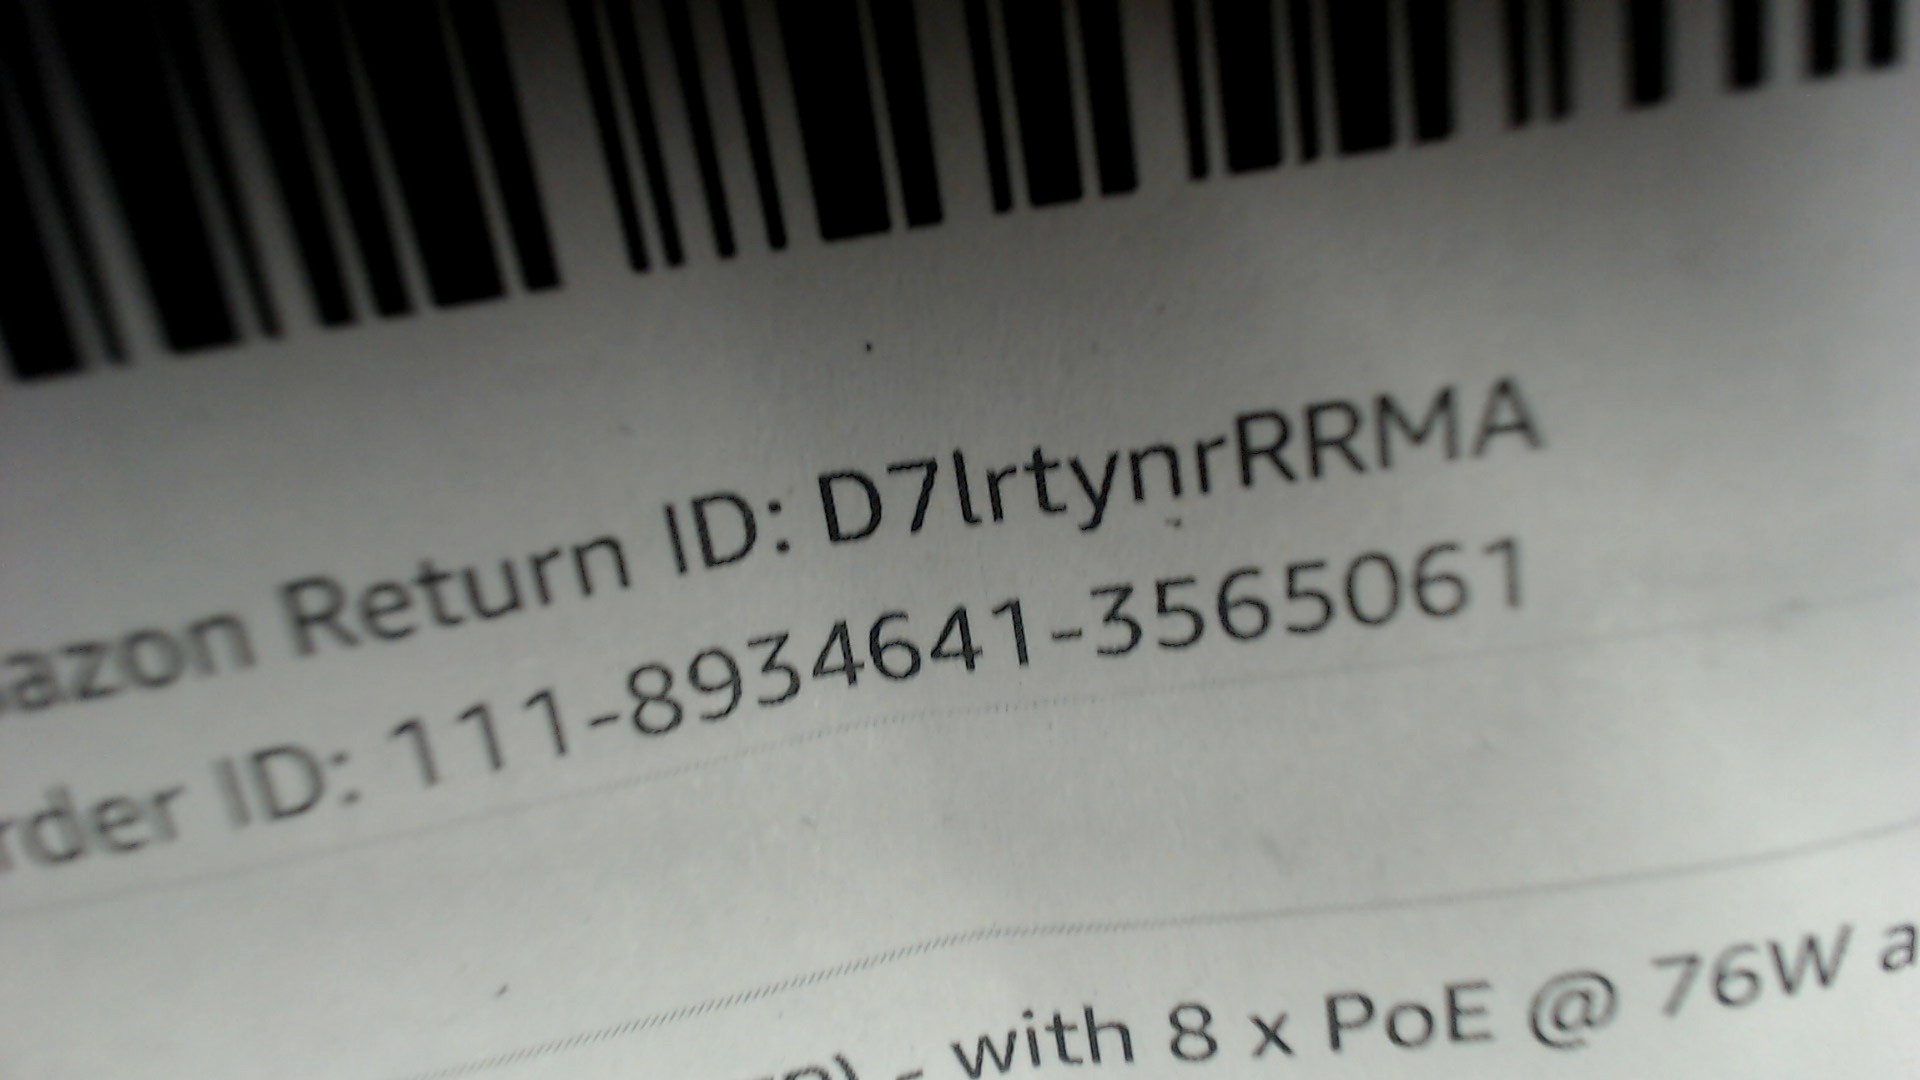 azon Return ID: D7lrtynrRRMA
rder ID: 111-8934641-3565061
- with 8 x PoE @ 76W a